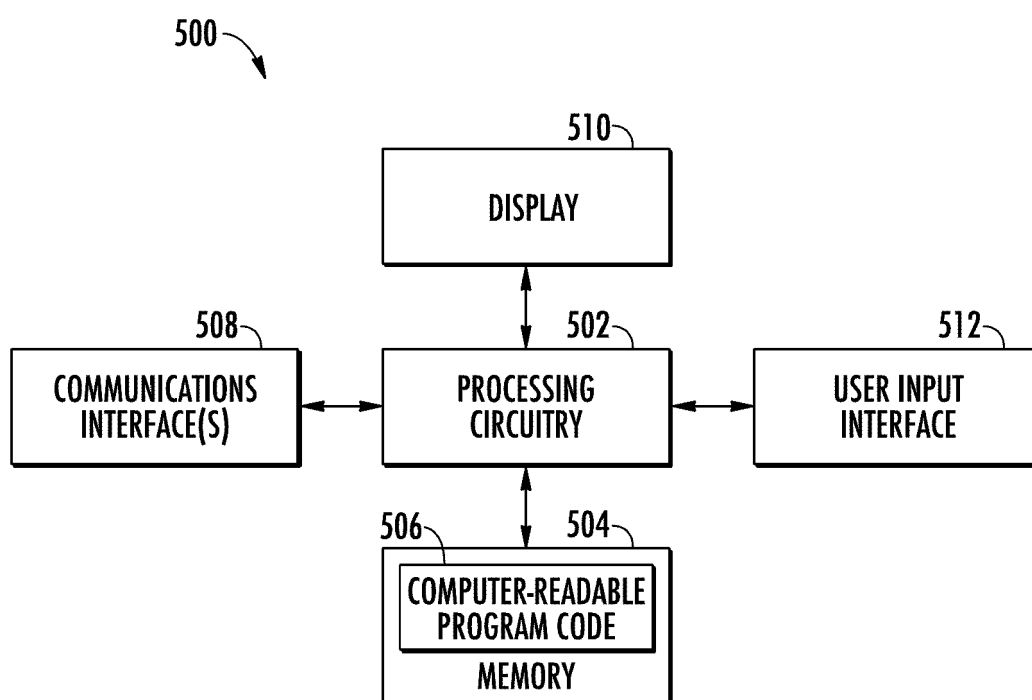 500
510
DISPLAY
508
COMMUNICATIONS
INTERFACE(S)
502
PROCESSING
CIRCUITRY
512
USER INPUT
INTERFACE
506
504
COMPUTER-READABLE
PROGRAM CODE
MEMORY